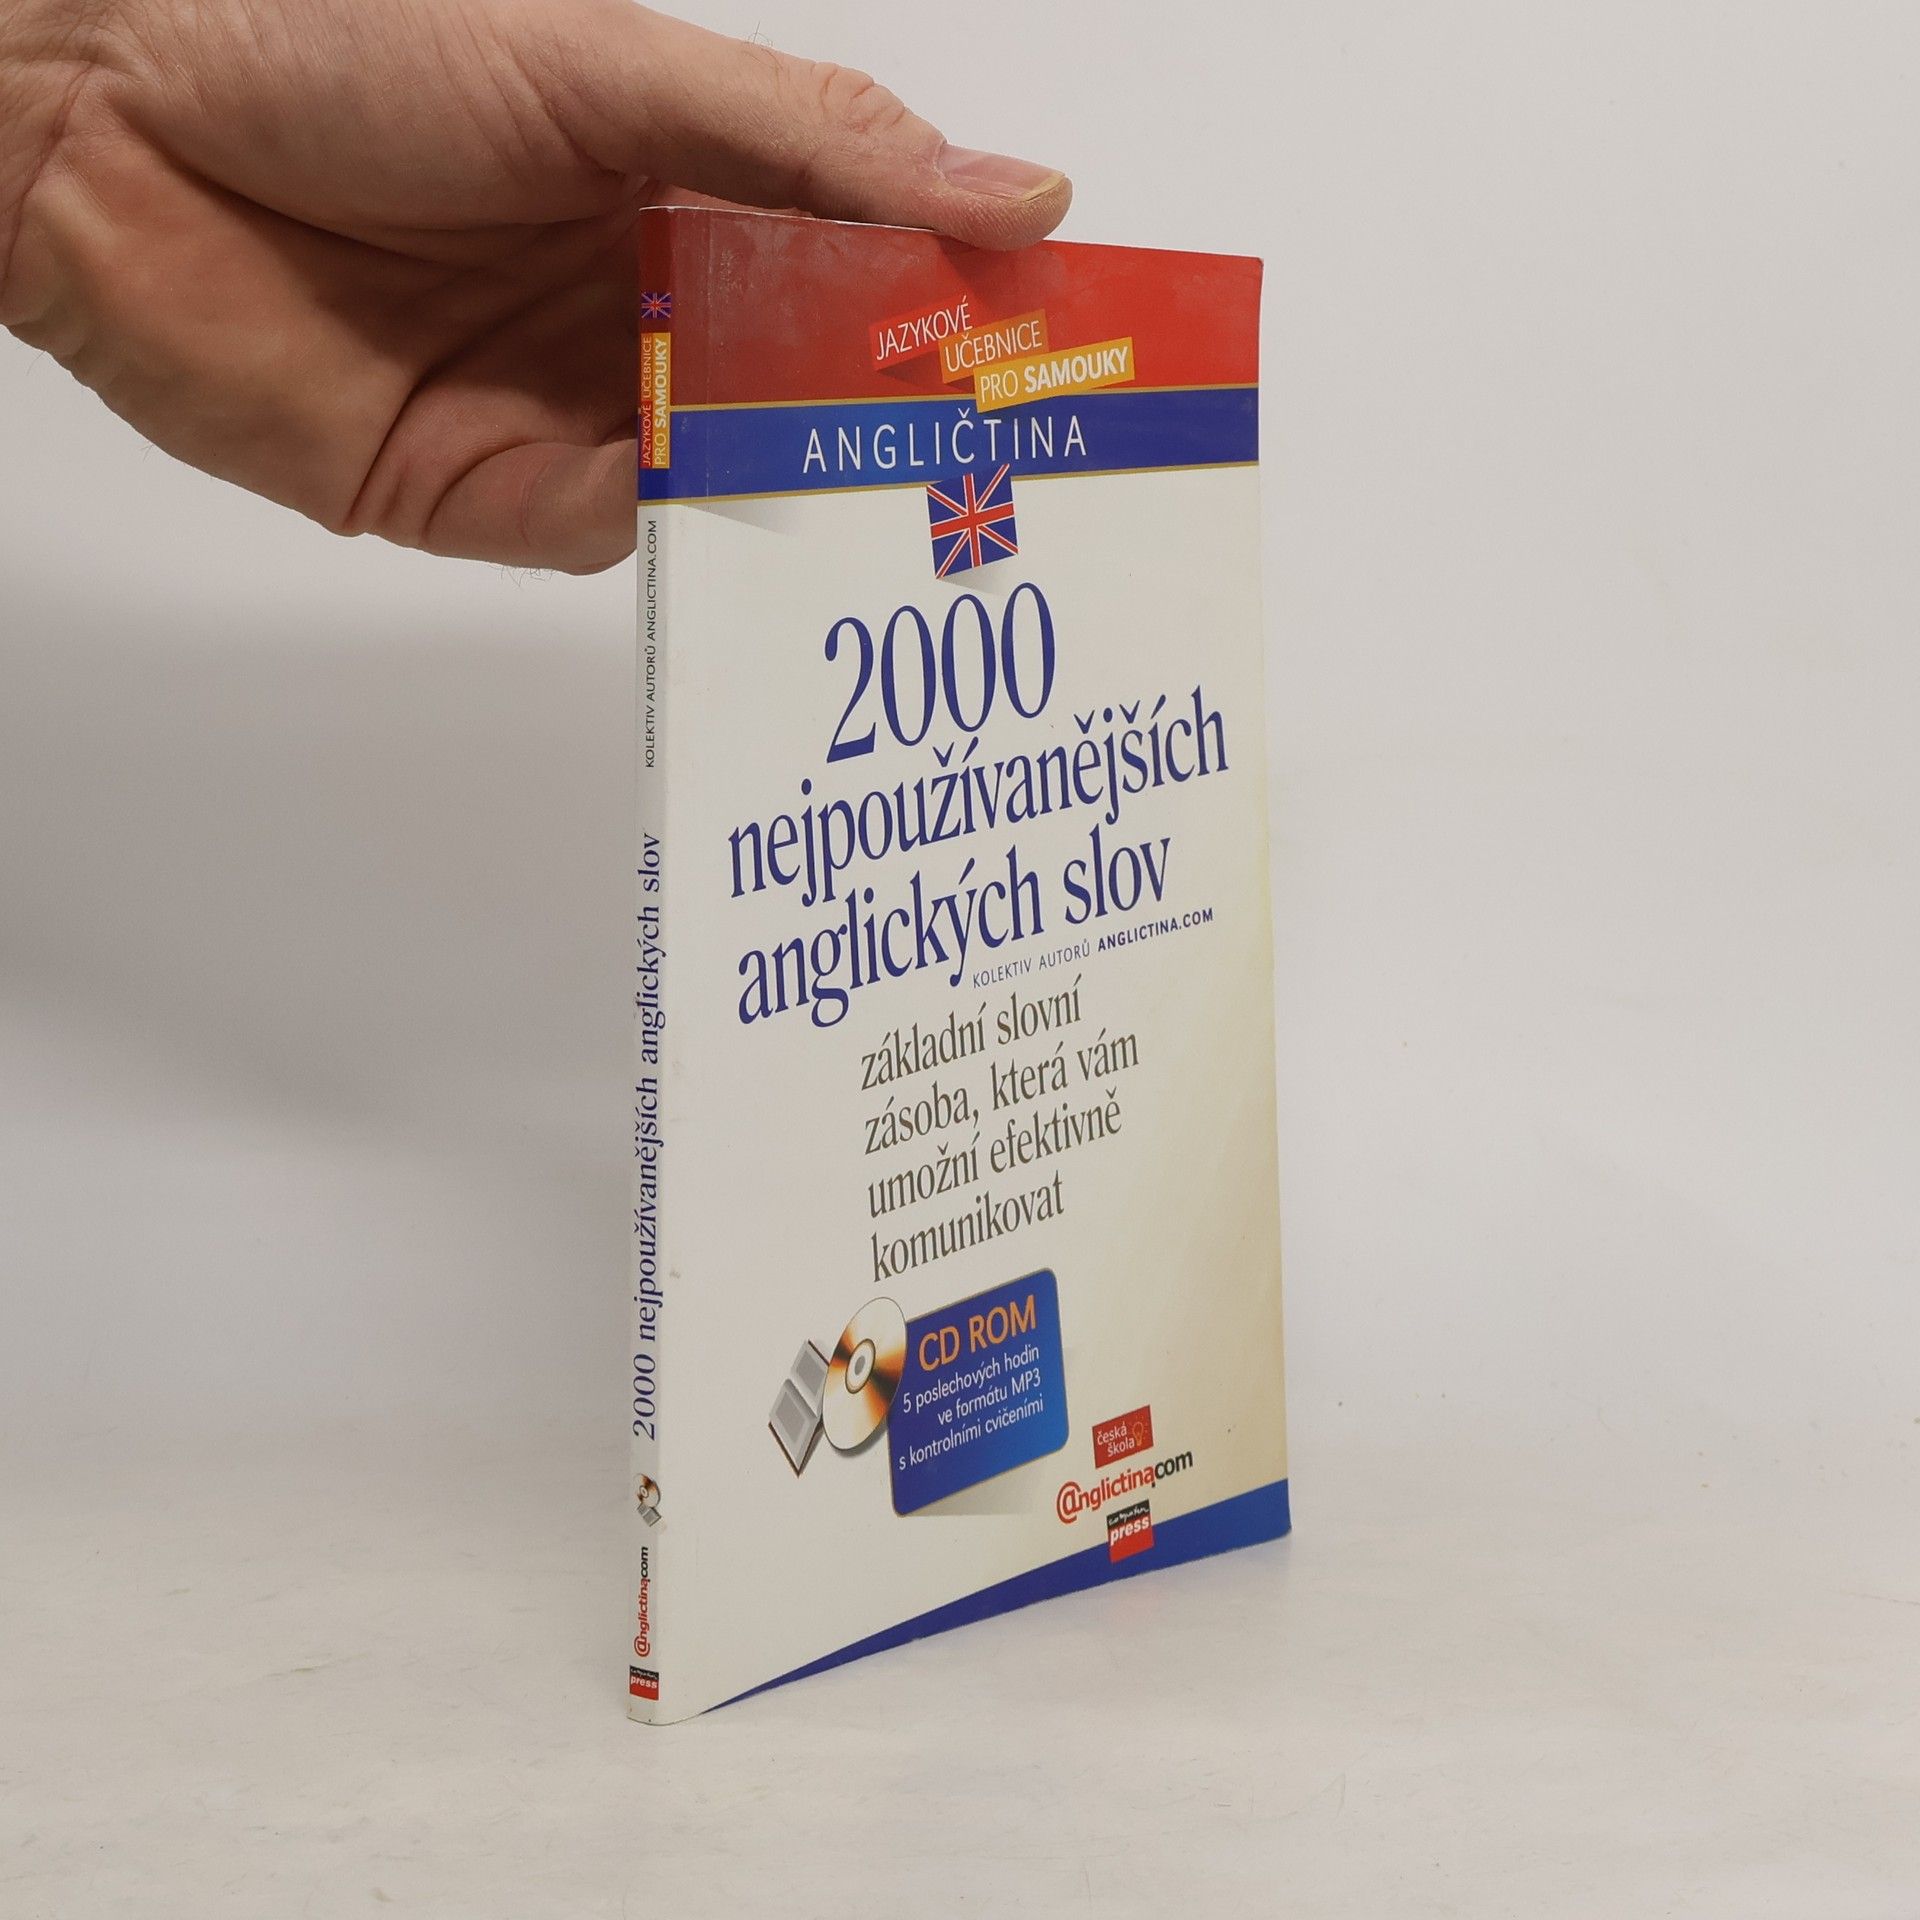 JAZYKOVÉ
UČEBNICE
PRO SAMOUKY
ANGLIČTINA
2000
nejpoužívanějších
anglických slov
KOLEKTIV AUTORŮ ANGLICTINA.COM
základní slovní
zásoba, která vám
umožní efektivně
komunikovat
CD ROM
5 poslechových hodin
ve formátu MP3
s kontrolními cvičeními
česká
škola
@nglictina.com
computer
press
JAZYKOVÉ UČEBNICE
PRO SAMOUKY
KOLEKTIV AUTORŮ ANGLICTINA.COM
2000 nejpoužívanějších anglických slov
@nglictina.com
computer
press